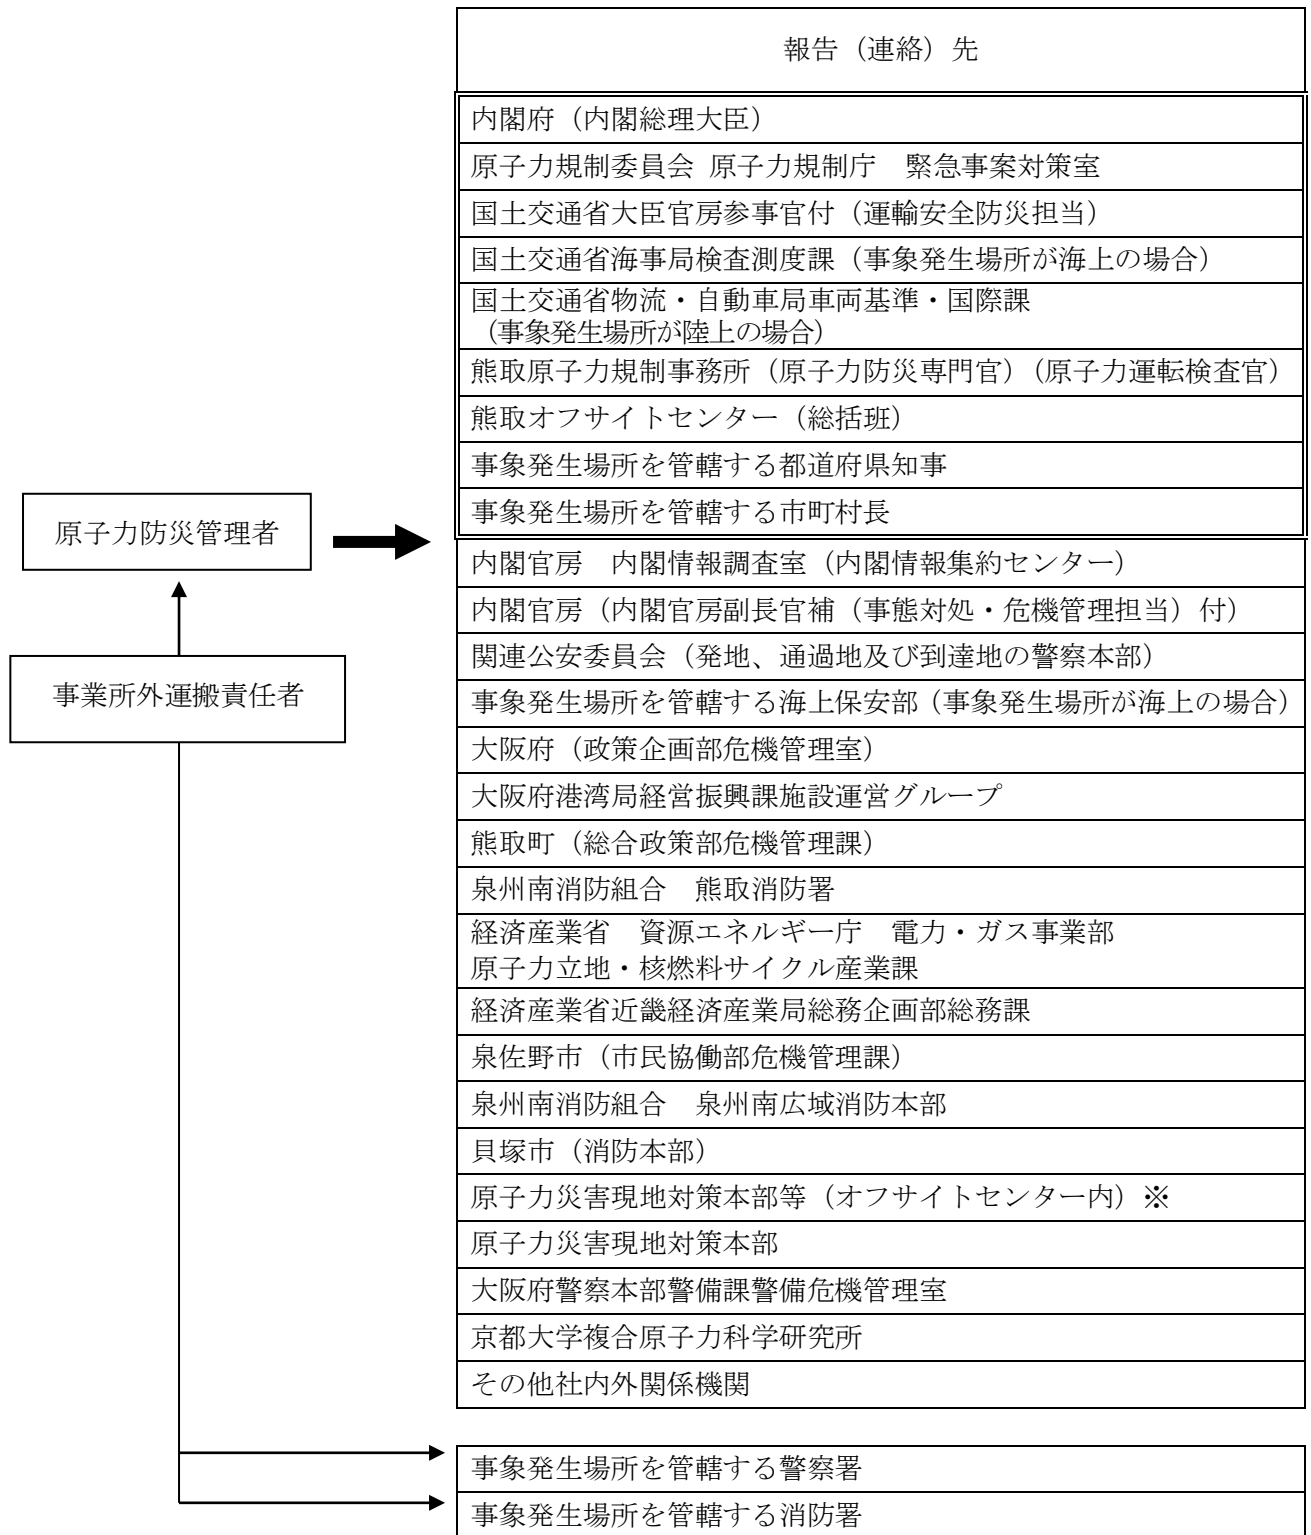 報告（連絡）先
内閣府（内閣総理大臣）
原子力規制委員会 原子力規制庁　緊急事案対策室
国土交通省大臣官房参事官付（運輸安全防災担当）
国土交通省海事局検査測度課（事象発生場所が海上の場合）
国土交通省物流・自動車局車両基準・国際課
（事象発生場所が陸上の場合）
熊取原子力規制事務所（原子力防災専門官）（原子力運転検査官）
熊取オフサイトセンター（総括班）
事象発生場所を管轄する都道府県知事
事象発生場所を管轄する市町村長
原子力防災管理者
内閣官房　内閣情報調査室（内閣情報集約センター）
内閣官房（内閣官房副長官補（事態対処・危機管理担当）付）
関連公安委員会（発地、通過地及び到達地の警察本部）
事業所外運搬責任者
事象発生場所を管轄する海上保安部（事象発生場所が海上の場合）
大阪府（政策企画部危機管理室）
大阪府港湾局経営振興課施設運営グループ
熊取町（総合政策部危機管理課）
泉州南消防組合　熊取消防署
経済産業省　資源エネルギー庁　電力・ガス事業部
原子力立地・核燃料サイクル産業課
経済産業省近畿経済産業局総務企画部総務課
泉佐野市（市民協働部危機管理課）
泉州南消防組合　泉州南広域消防本部
貝塚市（消防本部）
原子力災害現地対策本部等（オフサイトセンター内）※
原子力災害現地対策本部
大阪府警察本部警備課警備危機管理室
京都大学複合原子力科学研究所
その他社内外関係機関
事象発生場所を管轄する警察署
事象発生場所を管轄する消防署